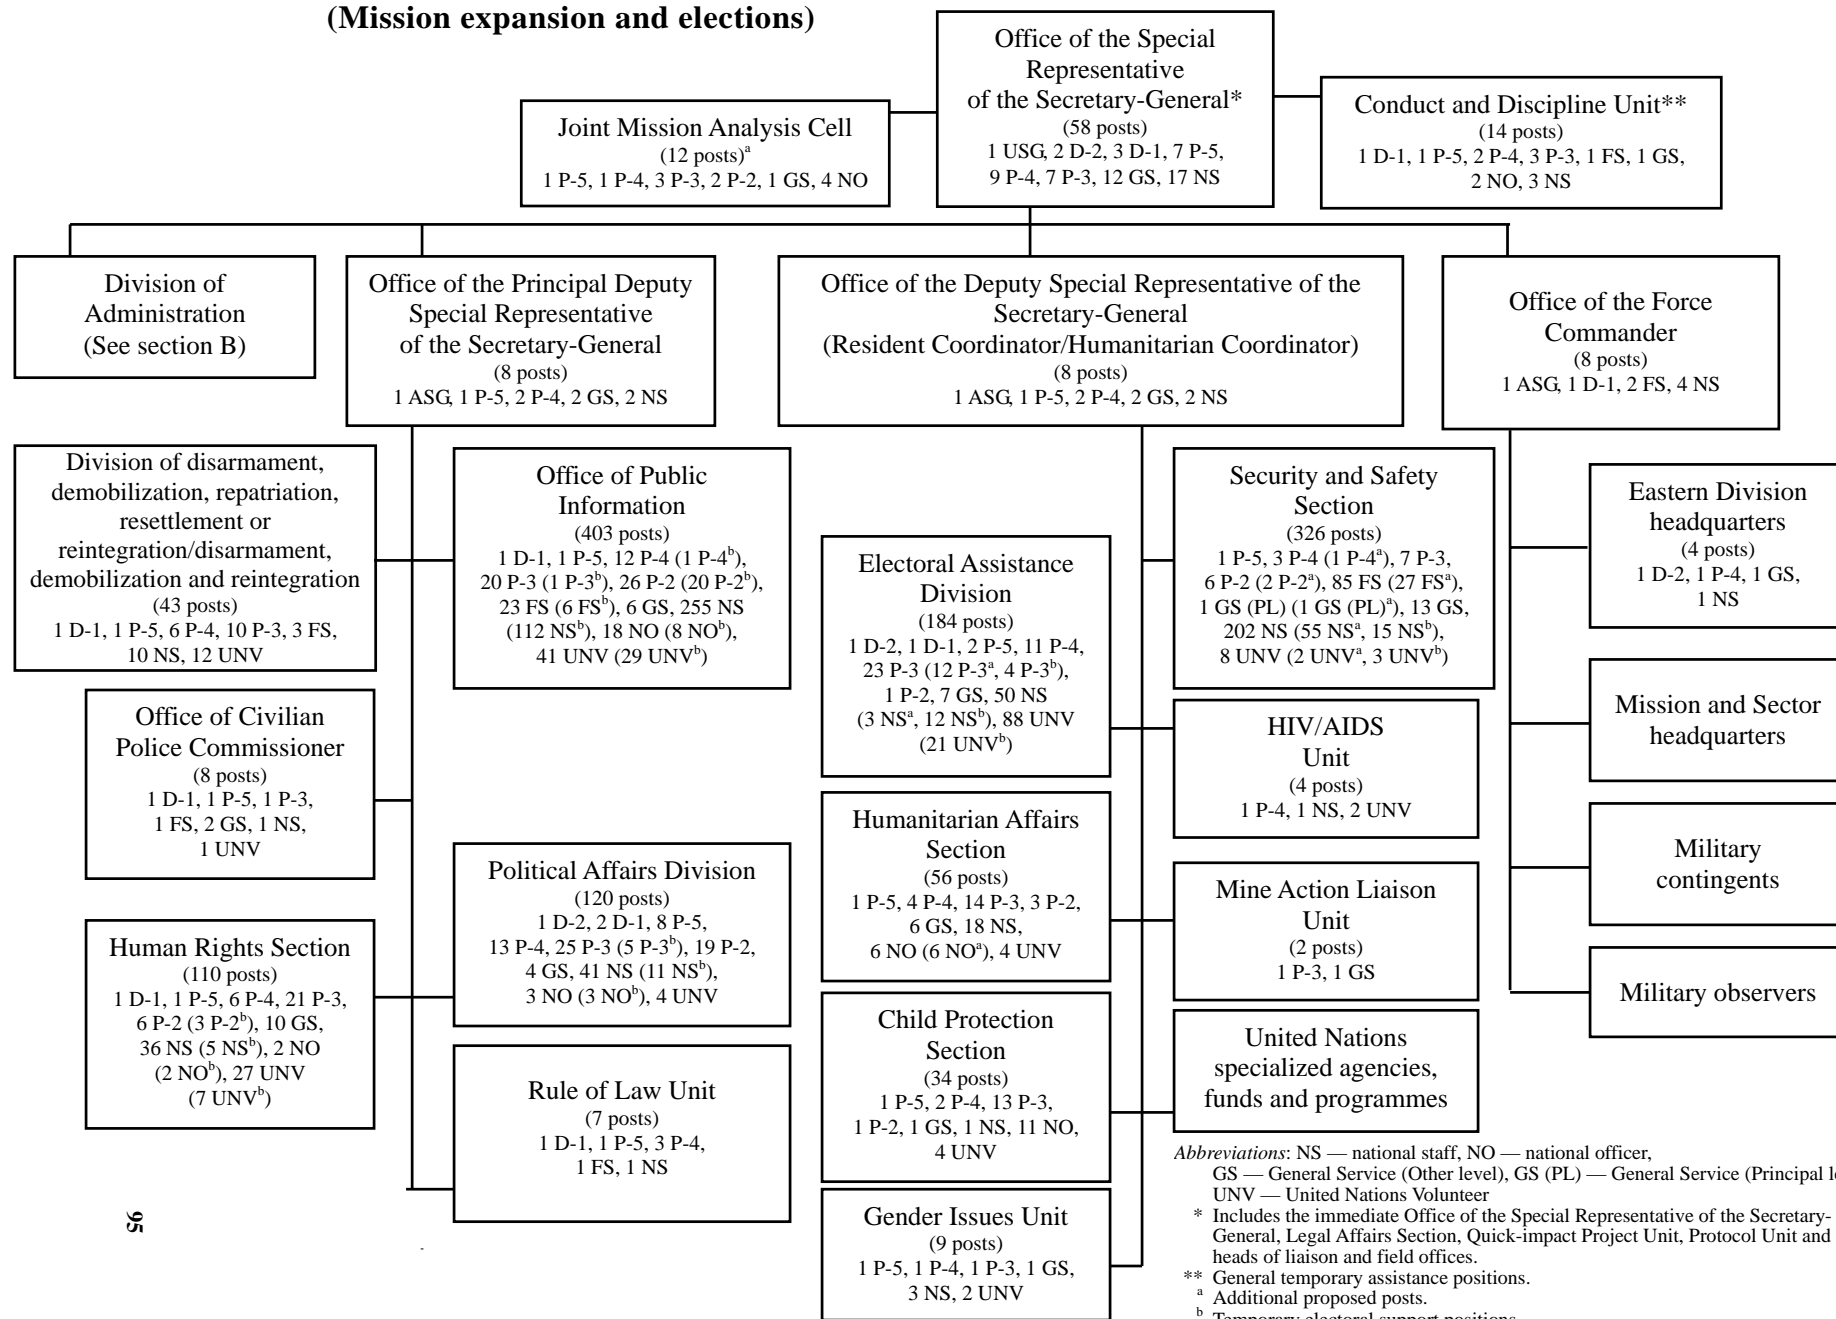 (Mission expansion and elections)
Office of the Special
Representative
of the Secretary-General*
(58 posts)
1 USG, 2 D-2, 3 D-1, 7 P-5,
9 P-4, 7 P-3, 12 GS, 17 NS
Joint Mission Analysis Cell
(12 posts)a
1 P-5, 1 P-4, 3 P-3, 2 P-2, 1 GS, 4 NO
Conduct and Discipline Unit**
(14 posts)
1 D-1, 1 P-5, 2 P-4, 3 P-3, 1 FS, 1 GS,
2 NO, 3 NS
Division of
Administration
(See section B)
Office of the Principal Deputy
Special Representative
of the Secretary-General
(8 posts)
1 ASG, 1 P-5, 2 P-4, 2 GS, 2 NS
Office of the Deputy Special Representative of the
Secretary-General
(Resident Coordinator/Humanitarian Coordinator)
(8 posts)
1 ASG, 1 P-5, 2 P-4, 2 GS, 2 NS
Office of the Force
Commander
(8 posts)
1 ASG, 1 D-1, 2 FS, 4 NS
Division of disarmament,
demobilization, repatriation,
resettlement or
reintegration/disarmament,
demobilization and reintegration
(43 posts)
1 D-1, 1 P-5, 6 P-4, 10 P-3, 3 FS,
10 NS, 12 UNV
Office of Public
Information
(403 posts)
1 D-1, 1 P-5, 12 P-4 (1 P-4b),
20 P-3 (1 P-3b), 26 P-2 (20 P-2b),
23 FS (6 FSb), 6 GS, 255 NS
(112 NSb), 18 NO (8 NOb),
41 UNV (29 UNVb)
Office of Civilian
Police Commissioner
(8 posts)
1 D-1, 1 P-5, 1 P-3,
1 FS, 2 GS, 1 NS,
1 UNV
Political Affairs Division
(120 posts)
1 D-2, 2 D-1, 8 P-5,
13 P-4, 25 P-3 (5 P-3b), 19 P-2,
4 GS, 41 NS (11 NSb),
3 NO (3 NOb), 4 UNV
Human Rights Section
(110 posts)
1 D-1, 1 P-5, 6 P-4, 21 P-3,
6 P-2 (3 P-2b), 10 GS,
36 NS (5 NSb), 2 NO
(2 NOb), 27 UNV
(7 UNVb)
Rule of Law Unit
(7 posts)
1 D-1, 1 P-5, 3 P-4,
1 FS, 1 NS
Electoral Assistance
Division
(184 posts)
1 D-2, 1 D-1, 2 P-5, 11 P-4,
23 P-3 (12 P-3a, 4 P-3b),
1 P-2, 7 GS, 50 NS
(3 NSa, 12 NSb), 88 UNV
(21 UNVb)
Security and Safety
Section
(326 posts)
1 P-5, 3 P-4 (1 P-4a), 7 P-3,
6 P-2 (2 P-2a), 85 FS (27 FSa),
1 GS (PL) (1 GS (PL)a), 13 GS,
202 NS (55 NSa, 15 NSb),
8 UNV (2 UNVa, 3 UNVb)
HIV/AIDS
Unit
(4 posts)
1 P-4, 1 NS, 2 UNV
Humanitarian Affairs
Section
(56 posts)
1 P-5, 4 P-4, 14 P-3, 3 P-2,
6 GS, 18 NS,
6 NO (6 NOa), 4 UNV
Mine Action Liaison
Unit
(2 posts)
1 P-3, 1 GS
Child Protection
Section
(34 posts)
1 P-5, 2 P-4, 13 P-3,
1 P-2, 1 GS, 1 NS, 11 NO,
4 UNV
United Nations
specialized agencies,
funds and programmes
Gender Issues Unit
(9 posts)
1 P-5, 1 P-4, 1 P-3, 1 GS,
3 NS, 2 UNV
Eastern Division
headquarters
(4 posts)
1 D-2, 1 P-4, 1 GS,
1 NS
Mission and Sector
headquarters
Military
contingents
Military observers
Abbreviations: NS — national staff, NO — national officer,
GS — General Service (Other level), GS (PL) — General Service (Principal
UNV — United Nations Volunteer
* Includes the immediate Office of the Special Representative of the Secretary-
General, Legal Affairs Section, Quick-impact Project Unit, Protocol Unit and
heads of liaison and field offices.
** General temporary assistance positions.
a Additional proposed posts.
b Temporary electoral support positions
95